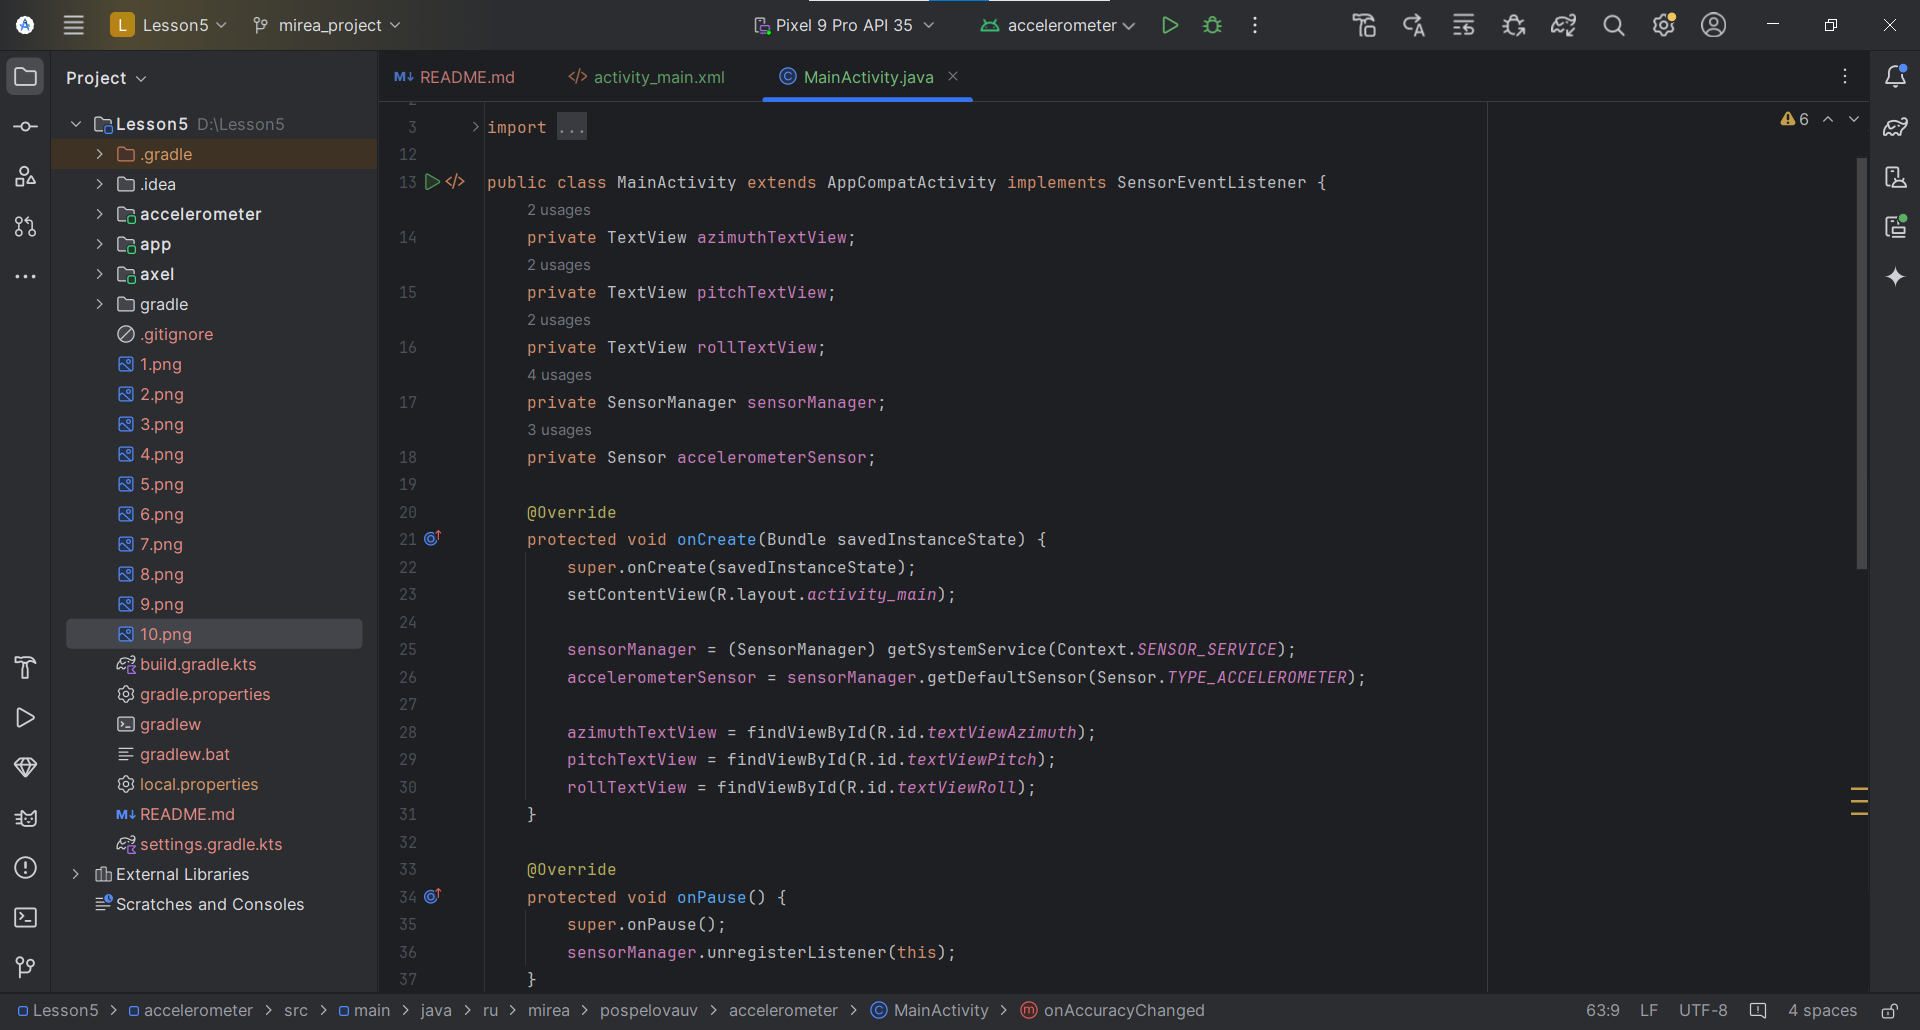 L Lesson5 mirea_project Pixel 9 Pro API 35 accelerometer
Project
README.md activity_main.xml MainActivity.java
Lesson5 D:\Lesson5
.gradle
.idea
accelerometer
app
axel
gradle
.gitignore
1.png
2.png
3.png
4.png
5.png
6.png
7.png
8.png
9.png
10.png
build.gradle.kts
gradle.properties
gradlew
gradlew.bat
local.properties
README.md
settings.gradle.kts
External Libraries
Scratches and Consoles
6
3 import ...
12
13 public class MainActivity extends AppCompatActivity implements SensorEventListener {
2 usages
14 private TextView azimuthTextView;
2 usages
15 private TextView pitchTextView;
2 usages
16 private TextView rollTextView;
4 usages
17 private SensorManager sensorManager;
3 usages
18 private Sensor accelerometerSensor;
19
20 @Override
21 protected void onCreate(Bundle savedInstanceState) {
22 super.onCreate(savedInstanceState);
23 setContentView(R.layout.activity_main);
24
25 sensorManager = (SensorManager) getSystemService(Context.SENSOR_SERVICE);
26 accelerometerSensor = sensorManager.getDefaultSensor(Sensor.TYPE_ACCELEROMETER);
27
28 azimuthTextView = findViewById(R.id.textViewAzimuth);
29 pitchTextView = findViewById(R.id.textViewPitch);
30 rollTextView = findViewById(R.id.textViewRoll);
31 }
32
33 @Override
34 protected void onPause() {
35 super.onPause();
36 sensorManager.unregisterListener(this);
37 }
Lesson5 > accelerometer > src > main > java > ru > mirea > pospelovauv > accelerometer > MainActivity > onAccuracyChanged 63:9 LF UTF-8 4 spaces